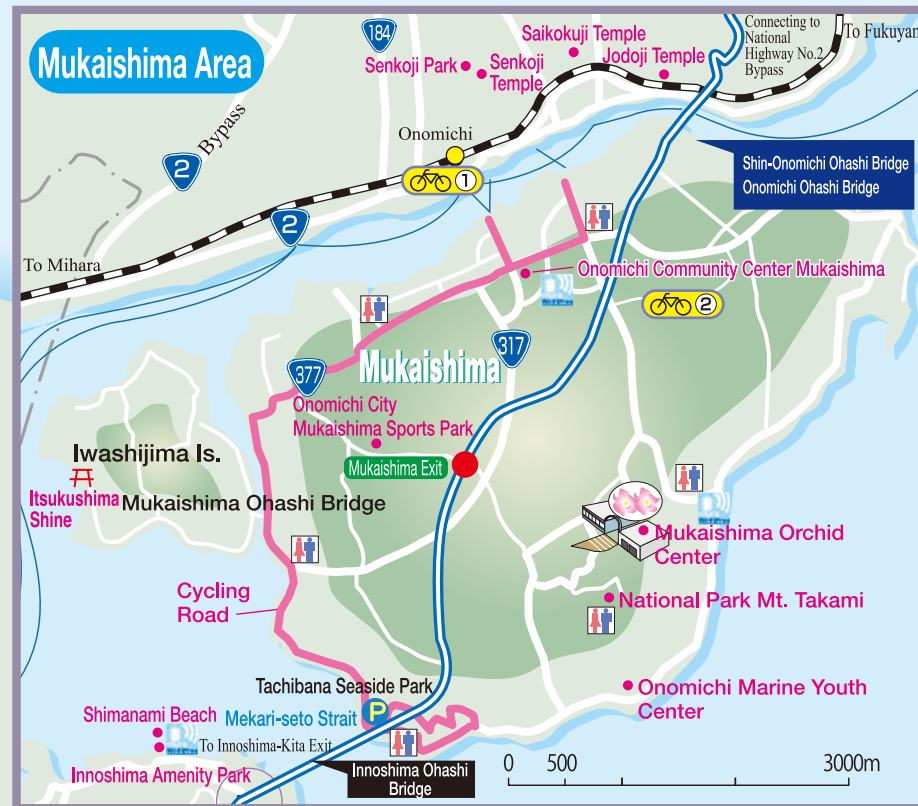 Mukaishima Area
184
Saikokuji Temple
Senkoji Park
Senkoji
Temple
Jodoji Temple
Connecting to
National
Highway No.2
Bypass
To Fukuyam
2
Bypass
Onomichi
1
2
To Mihara
Shin-Onomichi Ohashi Bridge
Onomichi Ohashi Bridge
Onomichi Community Center Mukaishima
2
317
377
Mukaishima
Onomichi City
Mukaishima Sports Park
Mukaishima Exit
Iwashijima Is.
Itsukushima
Shine
Mukaishima Ohashi Bridge
Mukaishima Orchid
Center
Cycling
Road
National Park Mt. Takami
Onomichi Marine Youth
Center
Tachibana Seaside Park
P
Mekari-seto Strait
Shimanami Beach
To Innoshima-Kita Exit
Innoshima Amenity Park
Innoshima Ohashi
Bridge
0 500 3000m